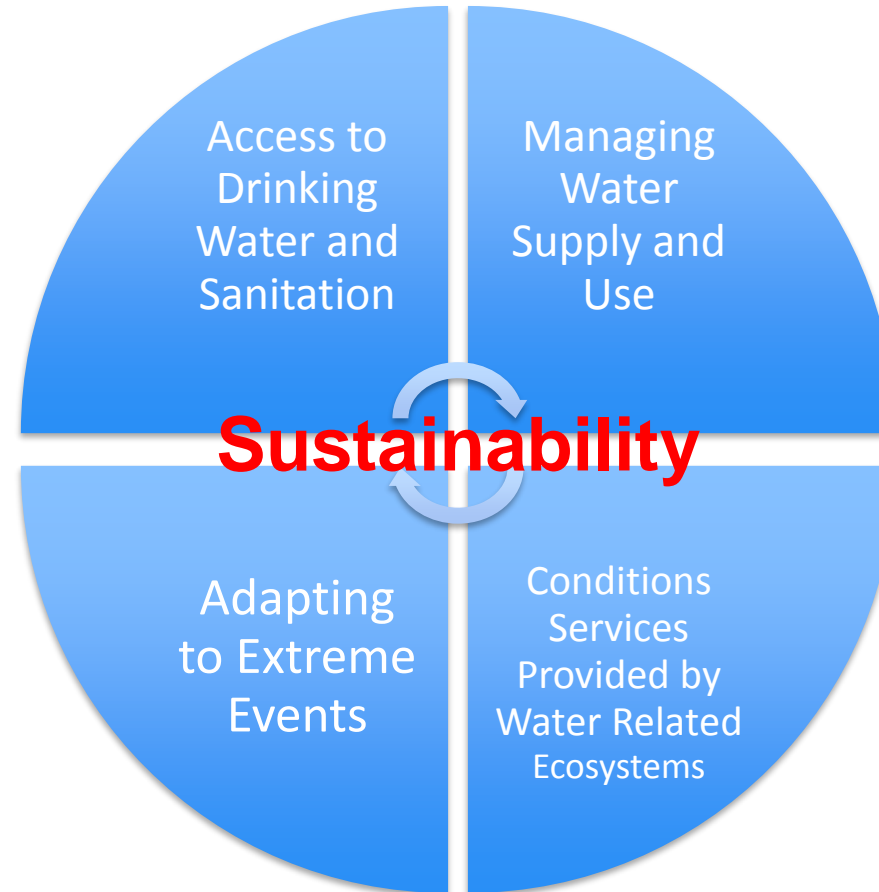 Access to
Drinking
Water and
Sanitation
Managing
Water
Supply and
Use
Sustainability
Adapting
to Extreme
Events
Conditions
Services
Provided by
Water Related
Ecosystems